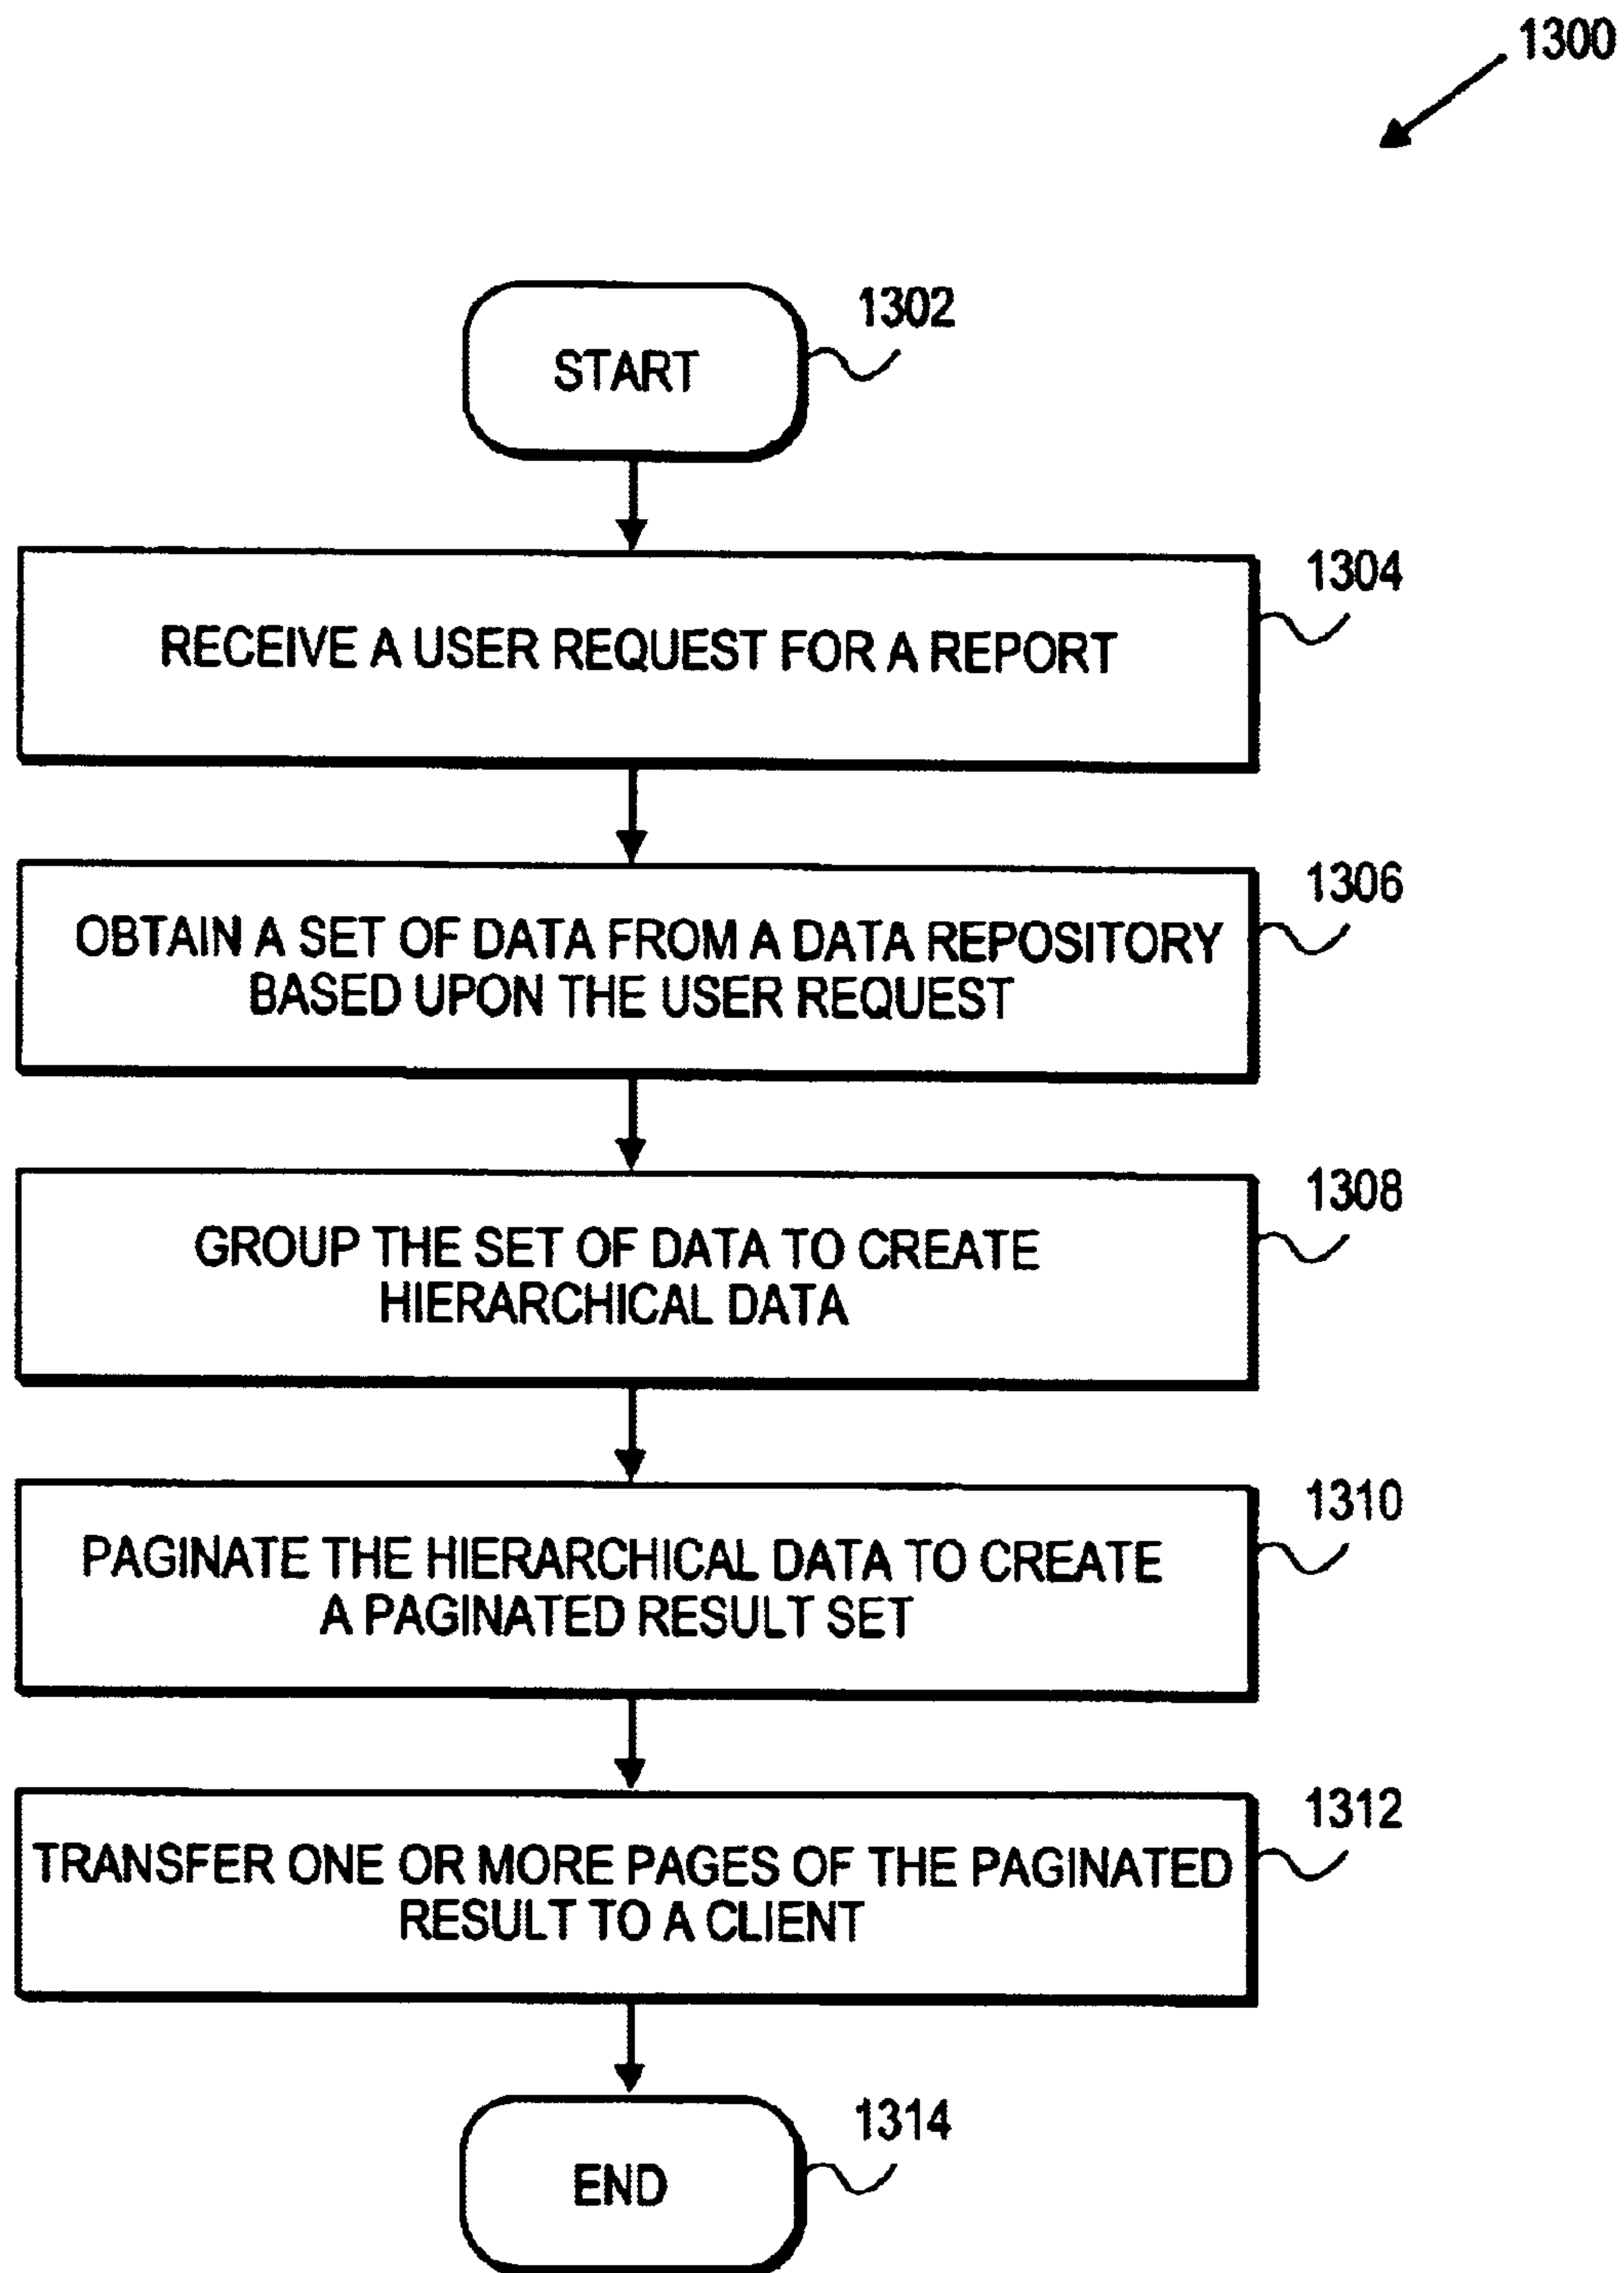 1300
1302
START
1304
RECEIVE A USER REQUEST FOR A REPORT
1306
OBTAIN A SET OF DATA FROM A DATA REPOSITORY
BASED UPON THE USER REQUEST
1308
GROUP THE SET OF DATA TO CREATE
HIERARCHICAL DATA
1310
PAGINATE THE HIERARCHICAL DATA TO CREATE
A PAGINATED RESULT SET
1312
TRANSFER ONE OR MORE PAGES OF THE PAGINATED
RESULT TO A CLIENT
1314
END